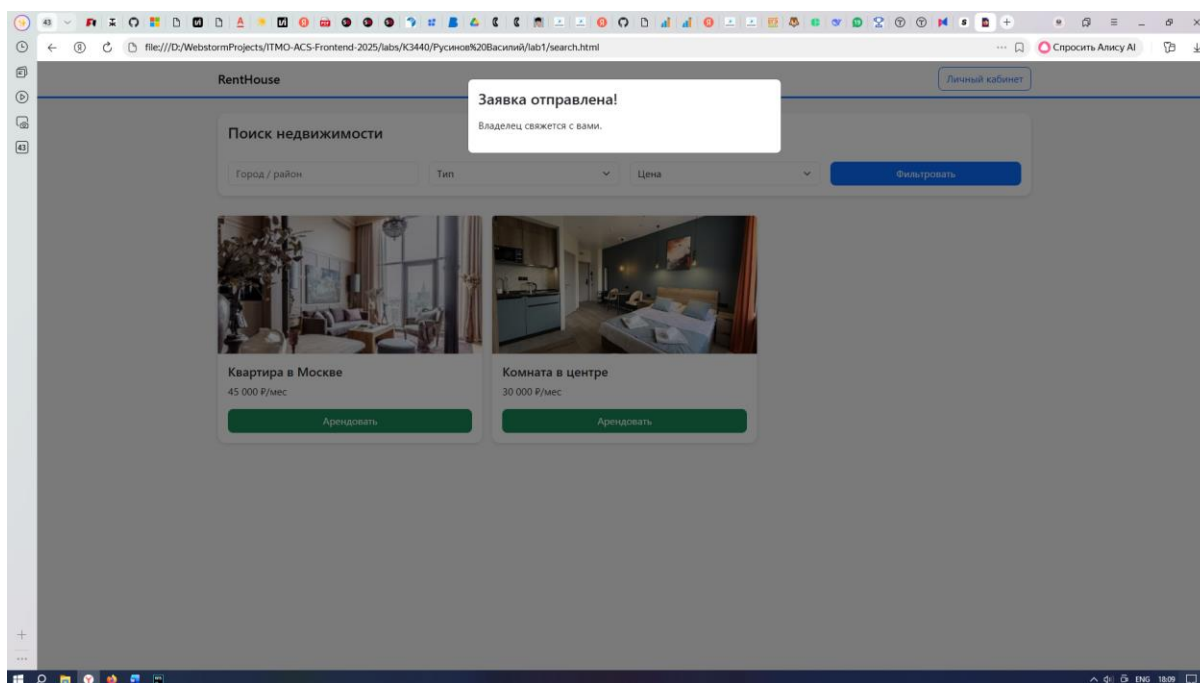 43
file:///D:/WebstormProjects/ITMO-ACS-Frontend-2025/labs/K3440/Русинов%20Василий/lab1/search.html
Спросить Алису AI
43
RentHouse
Личный кабинет
Заявка отправлена!
Владелец свяжется с вами.
Поиск недвижимости
Город / район
Тип
Цена
Фильтровать
Квартира в Москве
45 000 ₽/мес
Арендовать
Комната в центре
30 000 ₽/мес
Арендовать
ENG
18:09